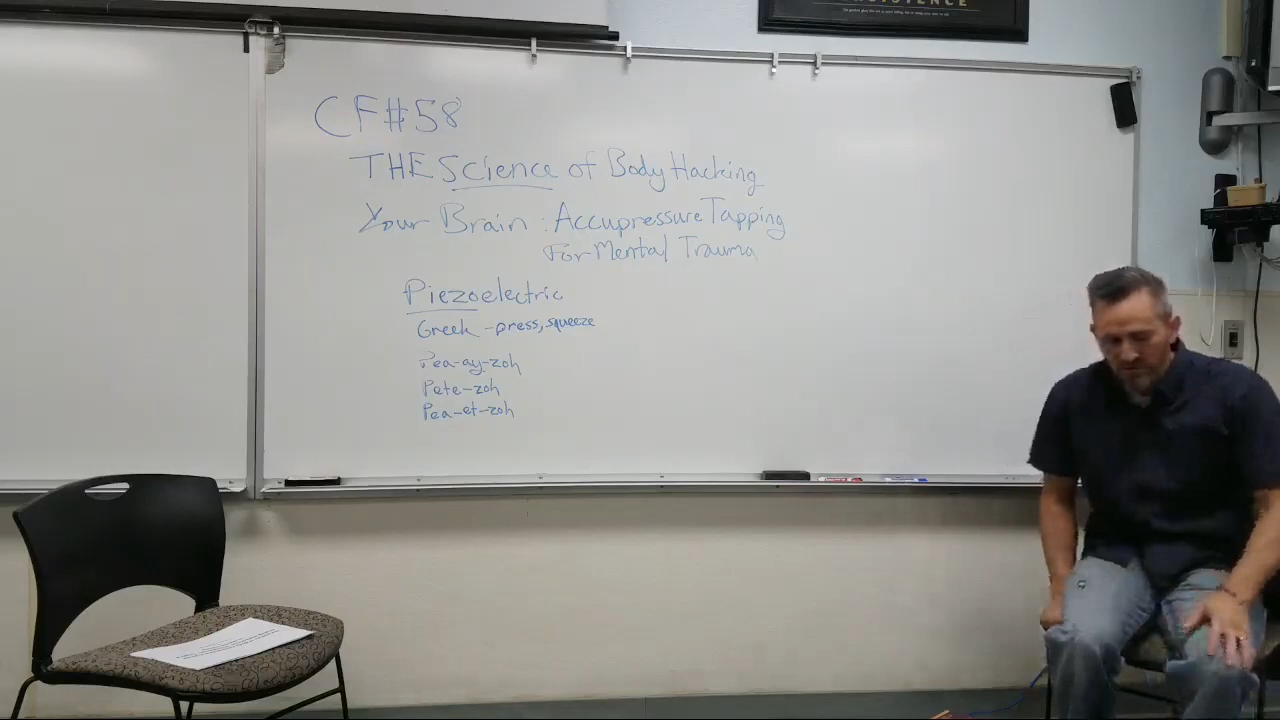 CF#58
THE Science of Body Hacking
Your Brain: Accupressure Tapping
For Mental Trauma
Piezoelectric
Greek - press, squeeze
Pea-ay-zoh
Pete-zoh
Pea-et-zoh